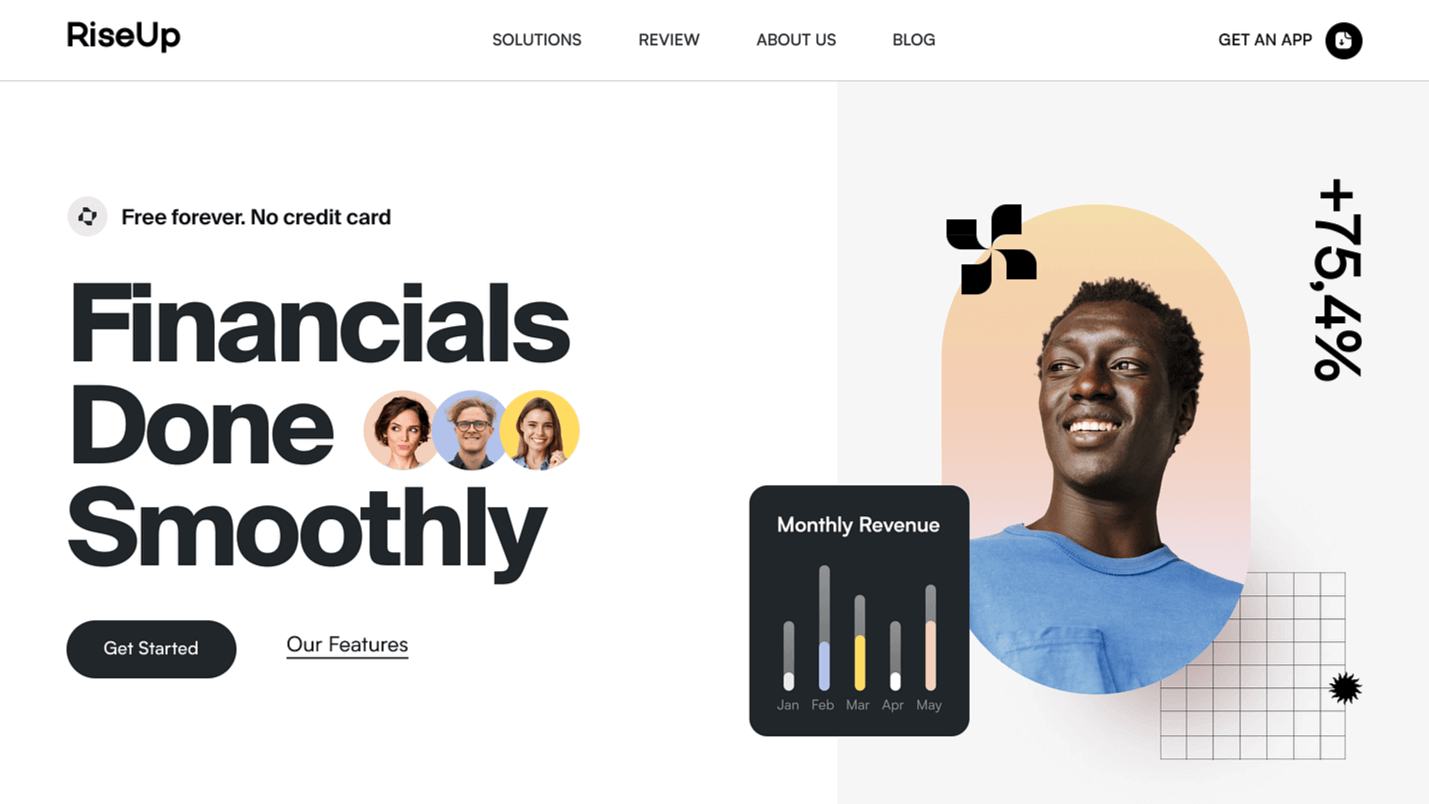 RiseUp
SOLUTIONS
REVIEW
ABOUT US
BLOG
GET AN APP
Free forever. No credit card
Financials
Done
Smoothly
Get Started
Our Features
+75,4%
Monthly Revenue
Jan Feb Mar Apr May